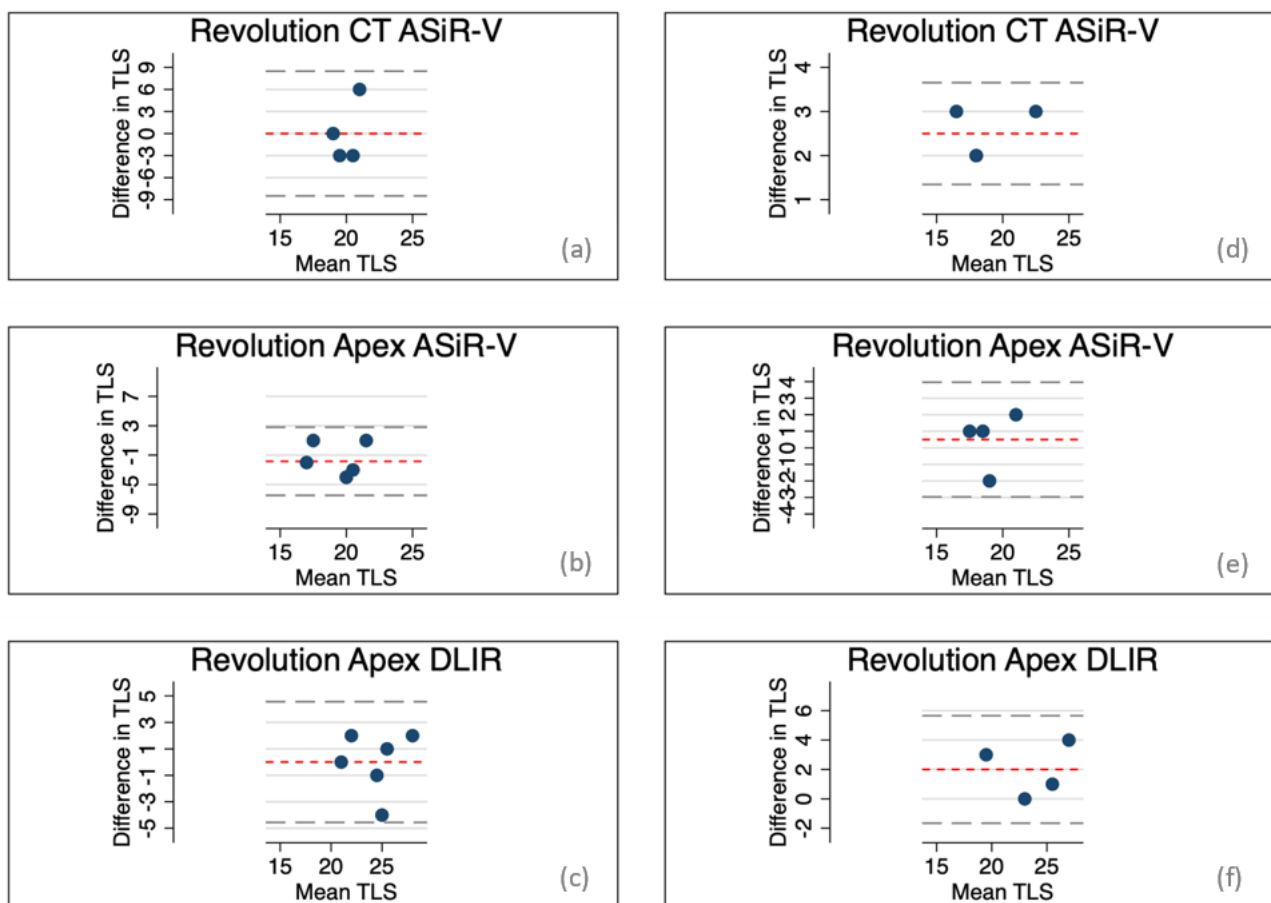 Revolution CT ASiR-V
Difference in TLS
-9 -6 -3 0 3 6 9
15 20 25
Mean TLS
(a)
Revolution CT ASiR-V
Difference in TLS
1 2 3 4
15 20 25
Mean TLS
(d)
Revolution Apex ASiR-V
Difference in TLS
-9 -5 -1 3 7
15 20 25
Mean TLS
(b)
Revolution Apex ASiR-V
Difference in TLS
-4 -3 -2 -1 0 1 2 3 4
15 20 25
Mean TLS
(e)
Revolution Apex DLIR
Difference in TLS
-5 -3 -1 1 3 5
15 20 25
Mean TLS
(c)
Revolution Apex DLIR
Difference in TLS
-2 0 2 4 6
15 20 25
Mean TLS
(f)